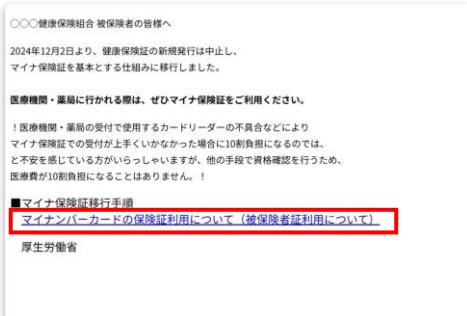 ○○○健康保険組合 被保険者の皆様へ
2024年12月2日より、健康保険証の新規発行は中止し、
マイナ保険証を基本とする仕組みに移行しました。
医療機関・薬局に行かれる際は、ぜひマイナ保険証をご利用ください。
！医療機関・薬局の受付で使用するカードリーダーの不具合などにより
マイナ保険証での受付が上手くいかなかった場合に10割負担になるのでは、
と不安を感じている方がいらっしゃいますが、他の手段で資格確認を行うため、
医療費が10割負担になることはありません。！
■マイナ保険証移行手順
マイナンバーカードの保険証利用について（被保険者証利用について）
厚生労働省